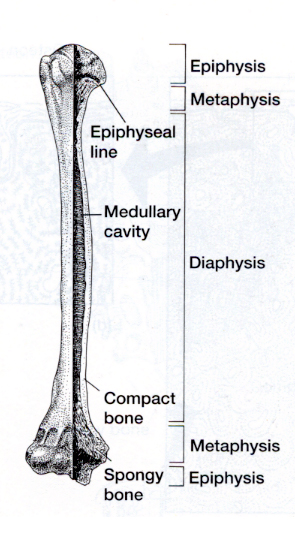 Epiphysis
Metaphysis
Epiphyseal
line
Medullary
cavity
Diaphysis
Compact
bone
Metaphysis
Spongy
bone
Epiphysis